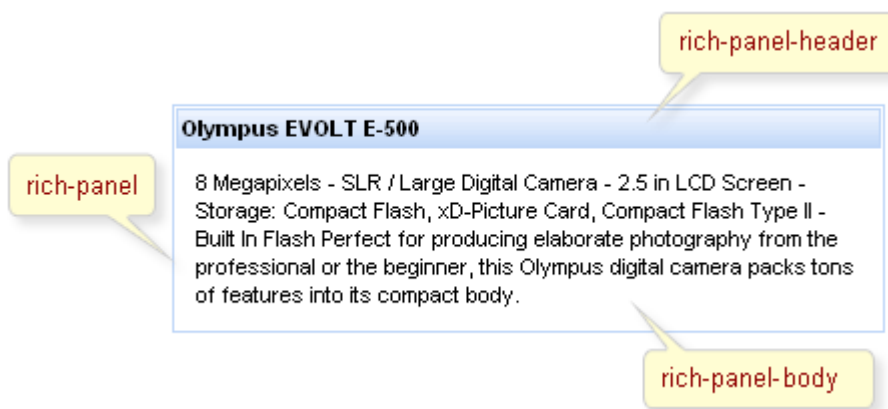 rich-panel-header
Olympus EVOLT E-500
rich-panel
8 Megapixels - SLR / Large Digital Camera - 2.5 in LCD Screen -
Storage: Compact Flash, xD-Picture Card, Compact Flash Type II -
Built In Flash Perfect for producing elaborate photography from the
professional or the beginner, this Olympus digital camera packs tons
of features into its compact body.
rich-panel-body